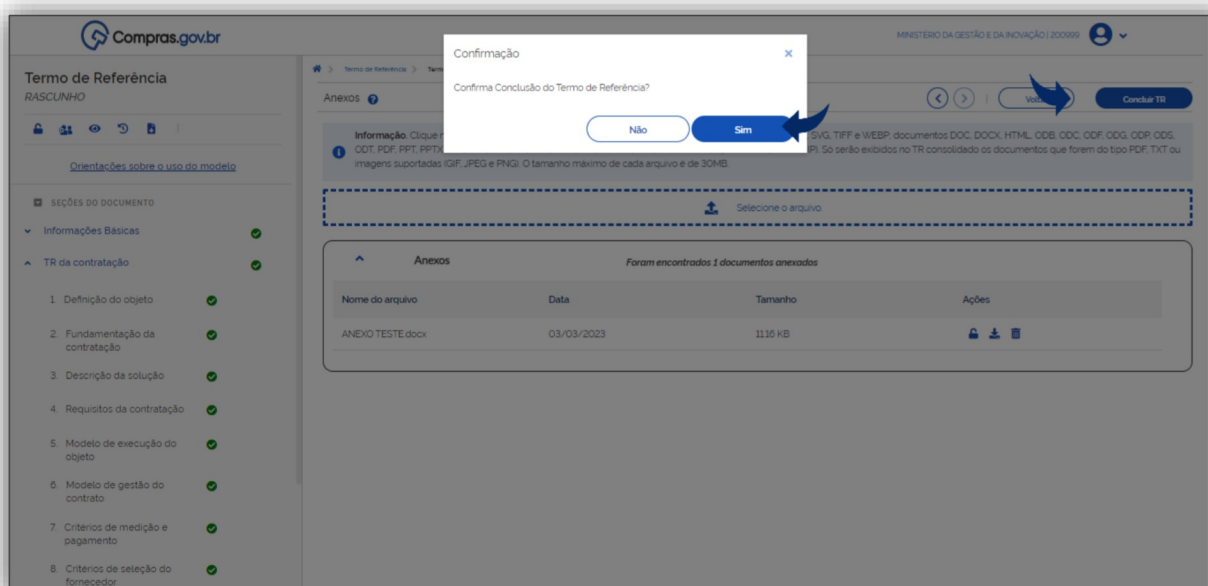 Compras.gov.br
MINISTÉRIO DA GESTÃO E DA INOVAÇÃO | 200999
Termo de Referência
RASCUNHO
Orientações sobre o uso do modelo
SEÇÕES DO DOCUMENTO
Informações Básicas
TR da contratação
1. Definição do objeto
2. Fundamentação da
contratação
3. Descrição da solução
4. Requisitos da contratação
5. Modelo de execução do
objeto
6. Modelo de gestão do
contrato
7. Critérios de medição e
pagamento
8. Critérios de seleção do
fornecedor
Termo de Referência
Anexos
Concluir TR
Confirmação
Confirma Conclusão do Termo de Referência?
Não
Sim
Informação. Clique
SVG, TIFF e WEBP, documentos DOC, DOCX, HTML, ODB, ODC, ODF, ODG, ODP, ODS,
ODT, PDF, PPT, PPTX
Só serão exibidos no TR consolidado os documentos que forem do tipo PDF, TXT ou
imagens suportadas (GIF, JPEG e PNG). O tamanho máximo de cada arquivo é de 30MB.
Selecione o arquivo.
Anexos
Foram encontrados 1 documentos anexados
Nome do arquivo Data Tamanho Ações
ANEXO TESTE.docx 03/03/2023 11.16 KB